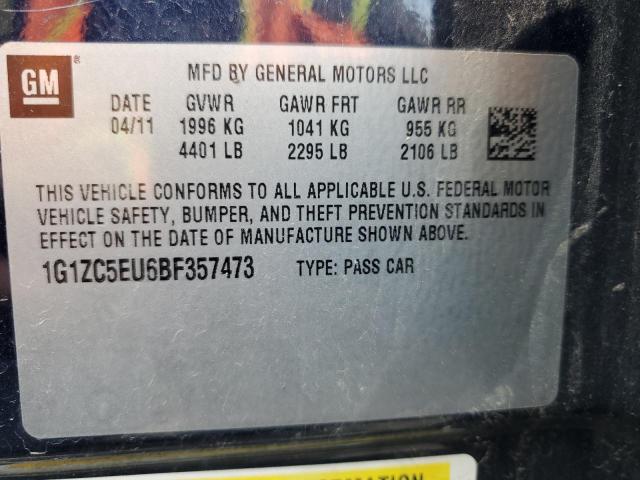 GM
®
MFD BY GENERAL MOTORS LLC
DATE GVWR GAWR FRT GAWR RR
04/11 1996 KG 1041 KG 955 KG
4401 LB 2295 LB 2106 LB
THIS VEHICLE CONFORMS TO ALL APPLICABLE U.S. FEDERAL MOTOR
VEHICLE SAFETY, BUMPER, AND THEFT PREVENTION STANDARDS IN
EFFECT ON THE DATE OF MANUFACTURE SHOWN ABOVE.
1G1ZC5EU6BF357473 TYPE: PASS CAR
INFORMATION